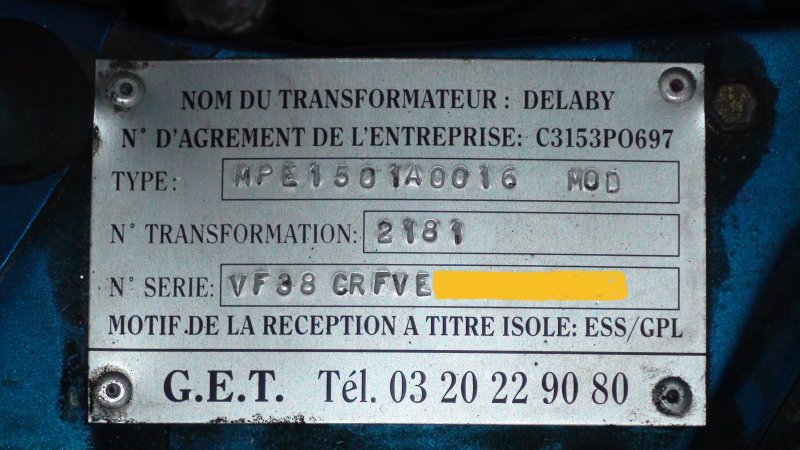 NOM DU TRANSFORMATEUR : DELABY
N° D'AGREMENT DE L'ENTREPRISE: C3153PO697
TYPE: MPE1501A0016 MOD
N° TRANSFORMATION: 2181
N° SERIE: VF38 CRFVE
MOTIF.DE LA RECEPTION A TITRE ISOLE: ESS/GPL
G.E.T. Tél. 03 20 22 90 80